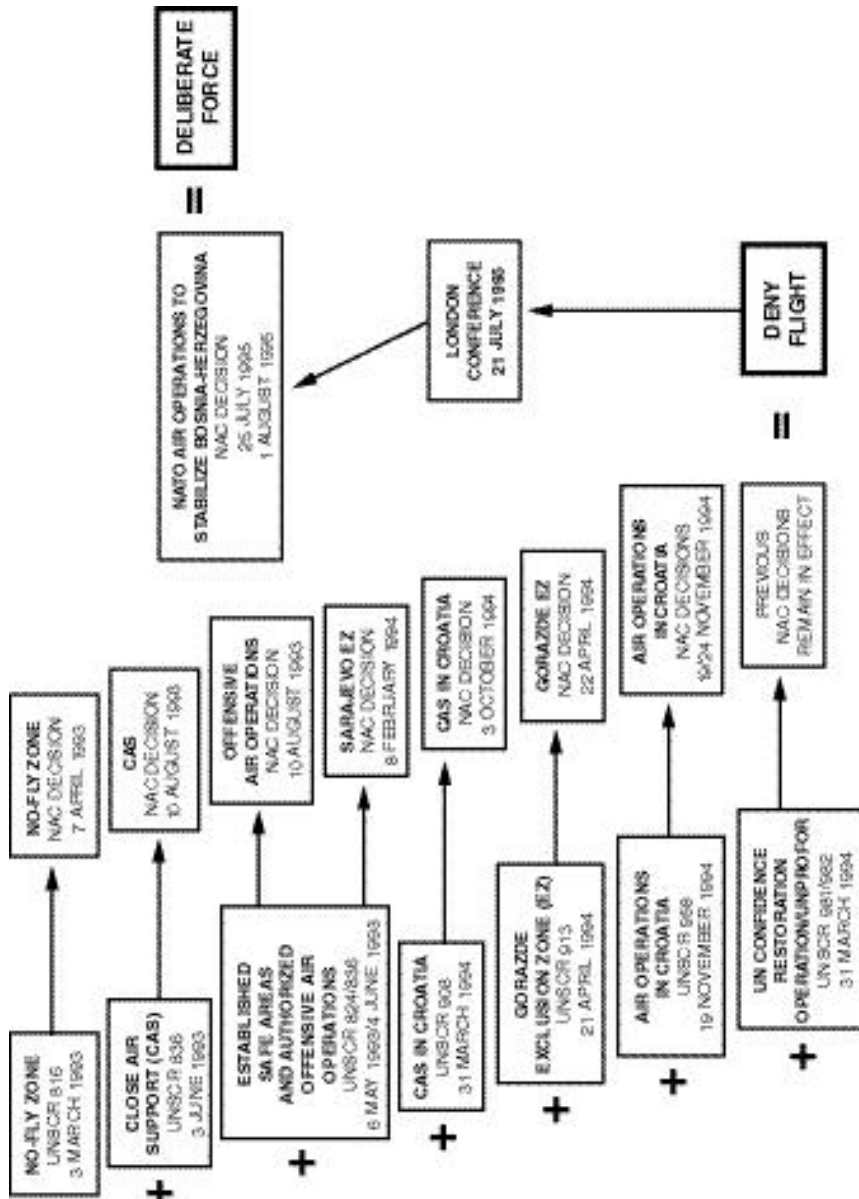 NO-FLY ZONE
UNSCR 816
3 MARCH 1993
+
CLOSE AIR
SUPPORT (CAS)
UNSCR 836
3 JUNE 1993
+
ESTABLISHED
SAFE AREAS
AND AUTHORIZED
OFFENSIVE AIR
OPERATIONS
UNSCR 824/836
6 MAY 1993/4 JUNE 1993
+
CAS IN CROATIA
UNSCR 908
31 MARCH 1994
+
GORAZDE
EXCLUSION ZONE (EZ)
UNSCR 913
21 APRIL 1994
+
AIR OPERATIONS
IN CROATIA
UNSCR 958
19 NOVEMBER 1994
+
UN CONFIDENCE
RESTORATION
OPERATION/UNPROFOR
UNSCR 981/982
31 MARCH 1994
NO-FLY ZONE
NAC DECISION
7 APRIL 1993
CAS
NAC DECISION
10 AUGUST 1993
OFFENSIVE
AIR OPERATIONS
NAC DECISION
10 AUGUST 1993
SARAJEVO EZ
NAC DECISION
8 FEBRUARY 1994
CAS IN CROATIA
NAC DECISION
3 OCTOBER 1994
GORAZDE EZ
NAC DECISION
22 APRIL 1994
AIR OPERATIONS
IN CROATIA
NAC DECISIONS
19/24 NOVEMBER 1994
PREVIOUS
NAC DECISIONS
REMAIN IN EFFECT
=
DENY
FLIGHT
LONDON
CONFERENCE
21 JULY 1995
NATO AIR OPERATIONS TO
STABILIZE BOSNIA-HERZEGOVINA
NAC DECISION
25 JULY 1995
1 AUGUST 1995
=
DELIBERATE
FORCE